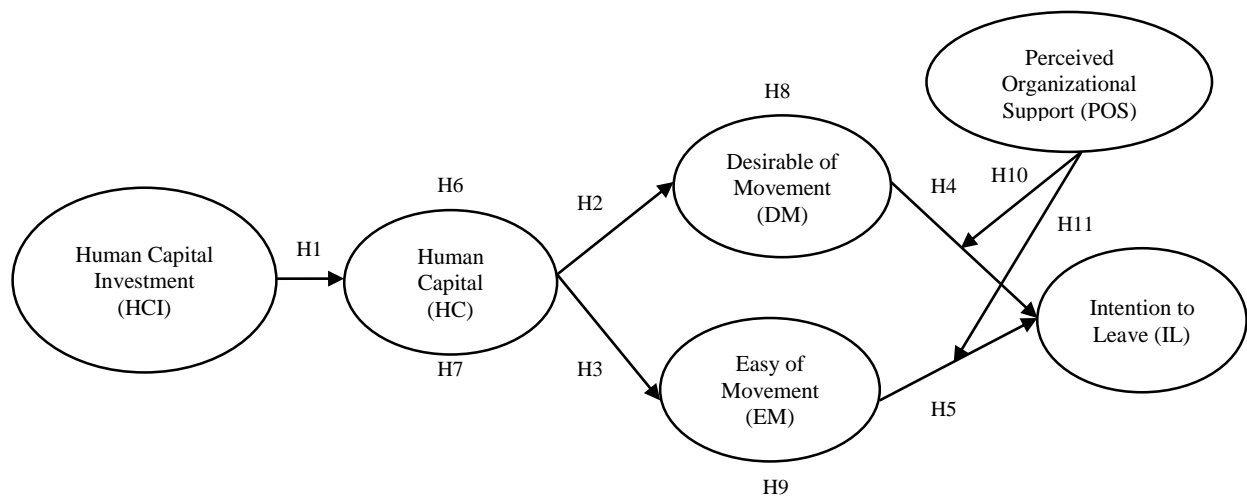 Human Capital
Investment
(HCI)
H1
H6
Human
Capital
(HC)
H7
H2
H3
H8
Desirable of
Movement
(DM)
Easy of
Movement
(EM)
H9
H4
H5
Perceived
Organizational
Support (POS)
H10
H11
Intention to
Leave (IL)